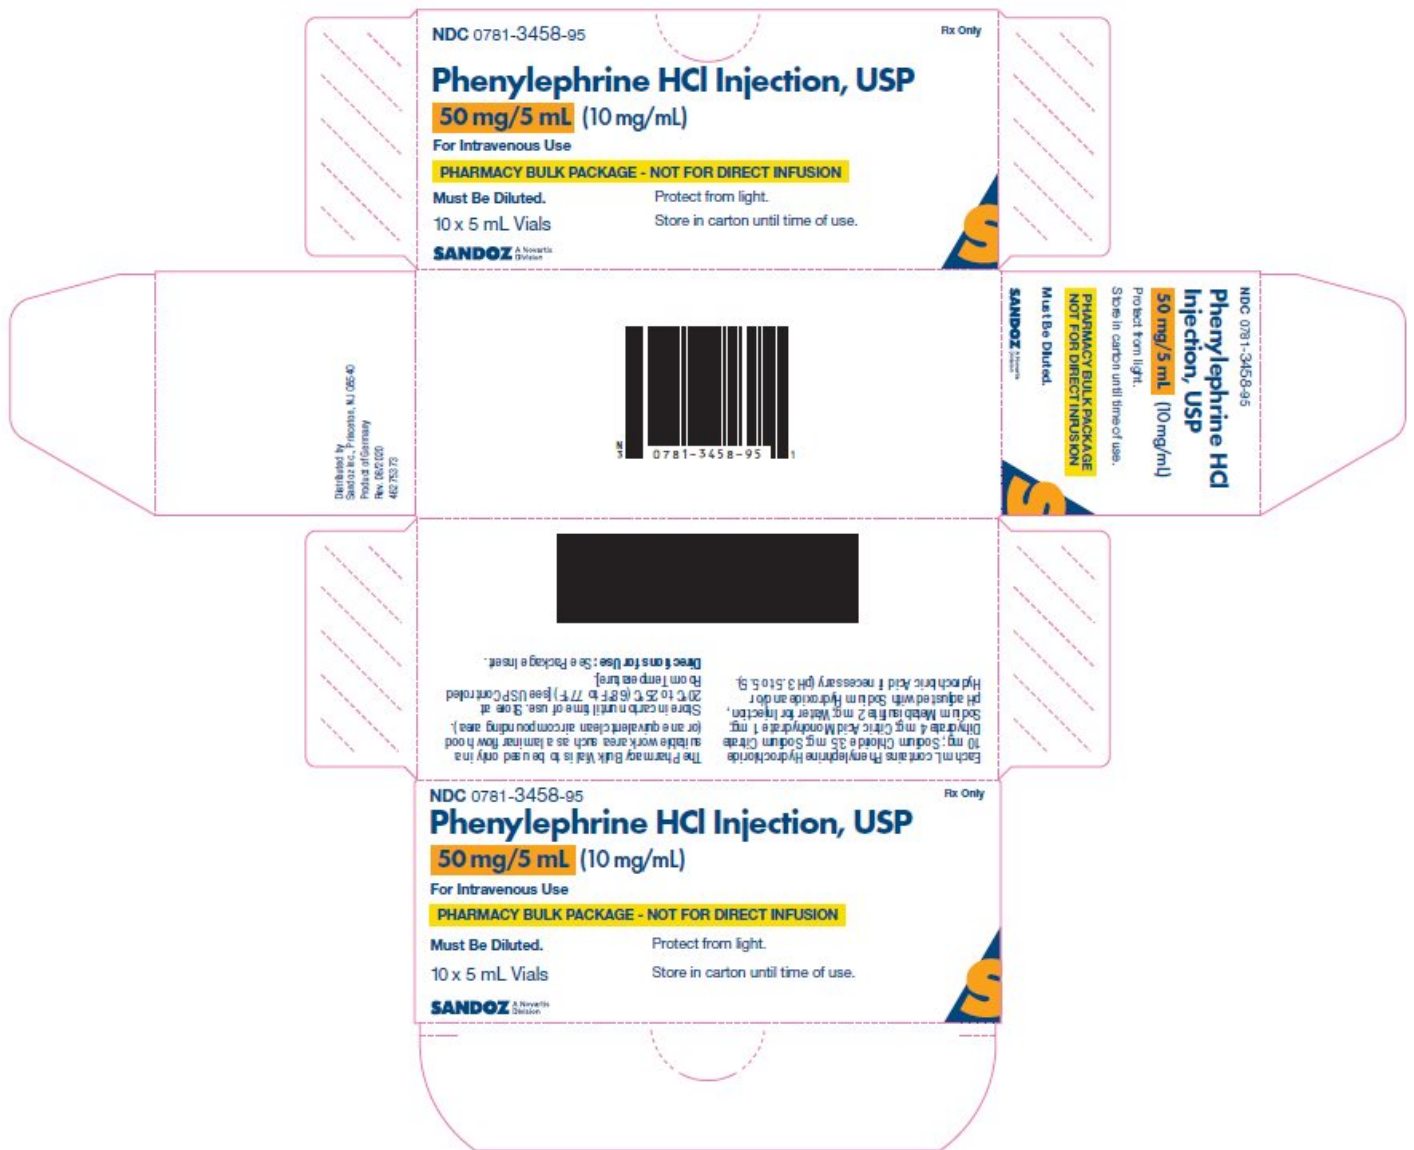 NDC 0781-3458-95
Rx Only
Phenylephrine HCl Injection, USP
50 mg/5 mL (10 mg/mL)
For Intravenous Use
PHARMACY BULK PACKAGE - NOT FOR DIRECT INFUSION
Must Be Diluted.
Protect from light.
10 x 5 mL Vials
Store in carton until time of use.
SANDOZ A Novartis
Division
Distributed by
Sandoz Inc., Princeton, NJ 08540
Product of Germany
Rev. 06/2020
46275373
N
3
0781-3458-95
1
NDC 0781-3458-95
Phenylephrine HCl
Injection, USP
50 mg/5 mL (10 mg/mL)
Protect from light.
Store in carton until time of use.
PHARMACY BULK PACKAGE
NOT FOR DIRECT INFUSION
Must Be Diluted.
SANDOZ A Novartis
Division
Each mL contains Phenylephrine Hydrochloride
10 mg; Sodium Chloride 3.5 mg; Sodium Citrate
Dihydrate 4 mg; Citric Acid Monohydrate 1 mg;
Sodium Metabisulfite 2 mg; Water for Injection,
pH adjusted with Sodium Hydroxide and/or
Hydrochloric Acid if necessary (pH 3.5 to 5.5).
The Pharmacy Bulk Vial is to be used only in a
suitable work area such as a laminar flow hood
(or an equivalent clean air compounding area).
Store in carton until time of use. Store at
20°C to 25°C (68°F to 77°F) [see USP Controlled
Room Temperature].
Directions for Use: See Package Insert.
NDC 0781-3458-95
Rx Only
Phenylephrine HCl Injection, USP
50 mg/5 mL (10 mg/mL)
For Intravenous Use
PHARMACY BULK PACKAGE - NOT FOR DIRECT INFUSION
Must Be Diluted.
Protect from light.
10 x 5 mL Vials
Store in carton until time of use.
SANDOZ A Novartis
Division